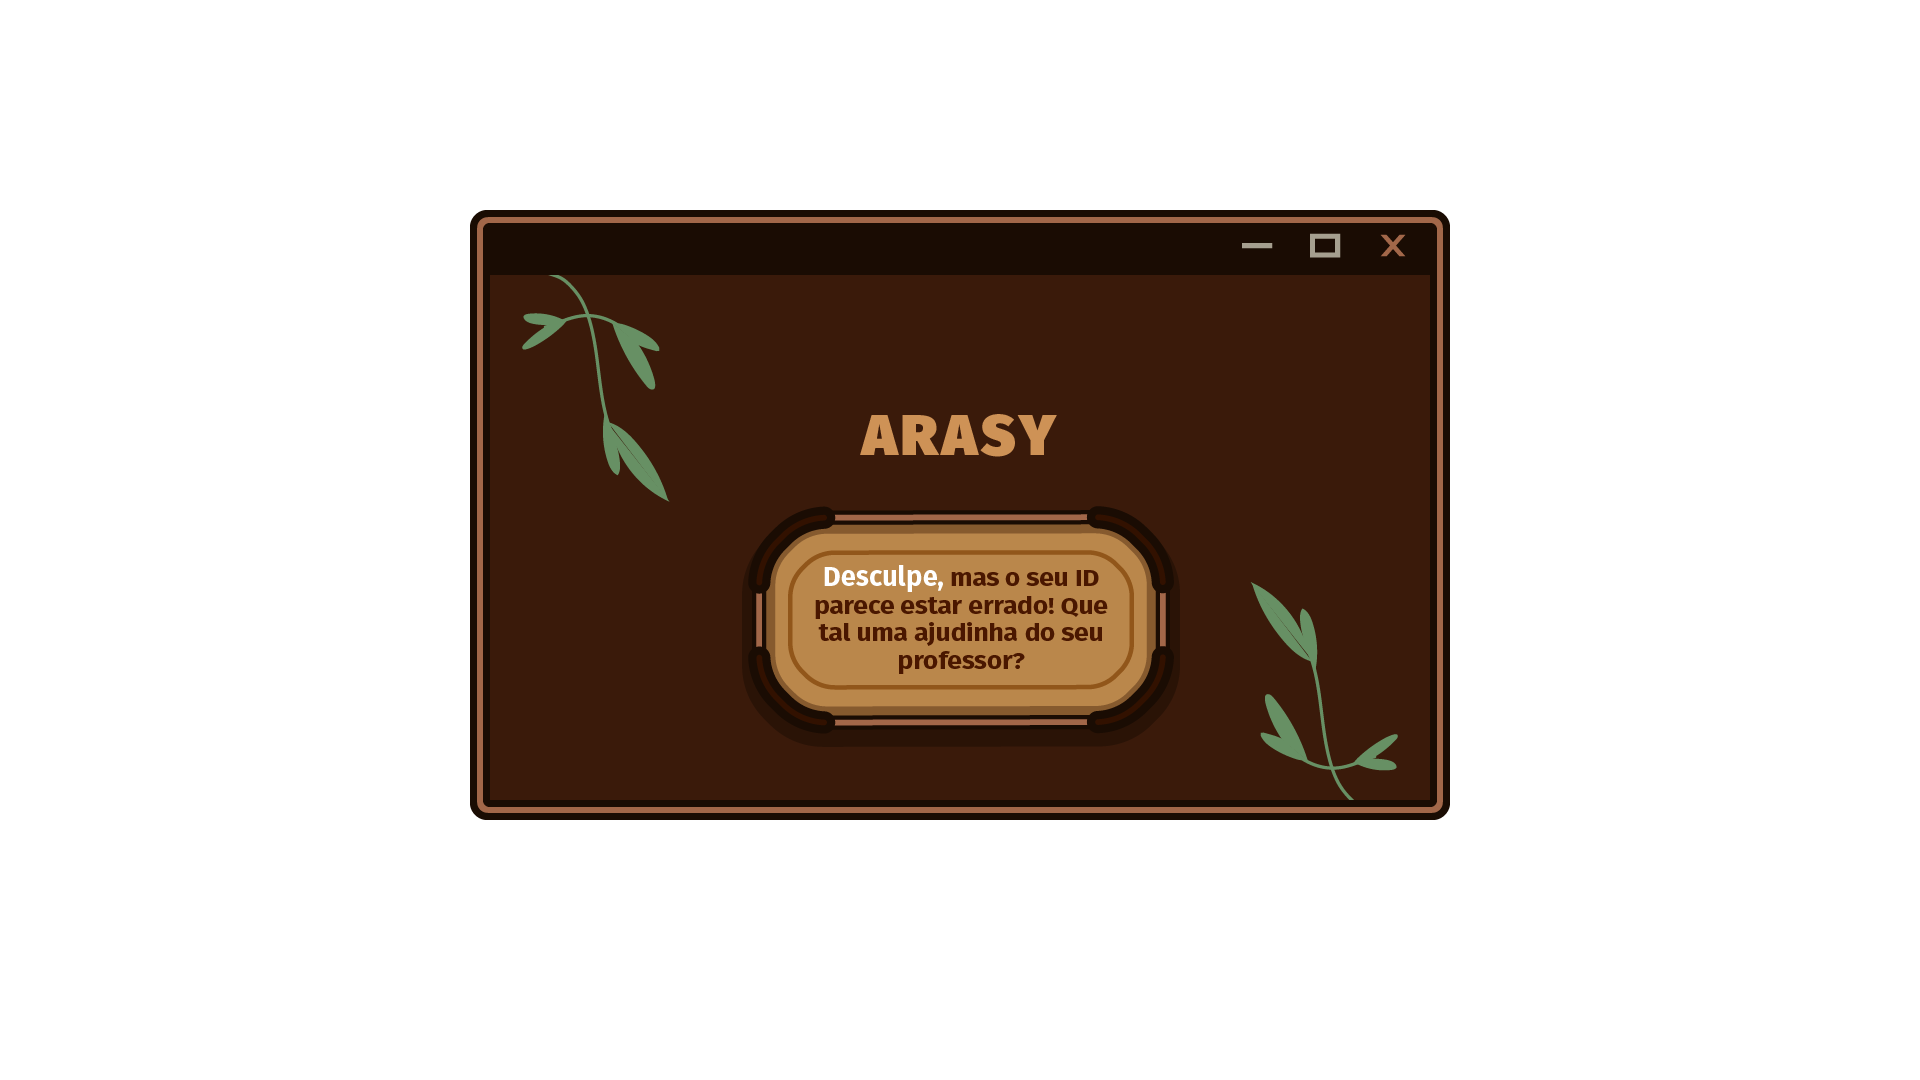 ARASY
Desculpe, mas o seu ID
parece estar errado! Que
tal uma ajudinha do seu
professor?